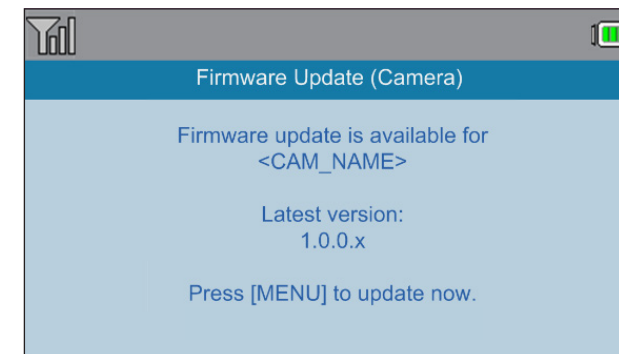 Firmware Update (Camera)
Firmware update is available for
<CAM_NAME>
Latest version:
1.0.0.x
Press [MENU] to update now.